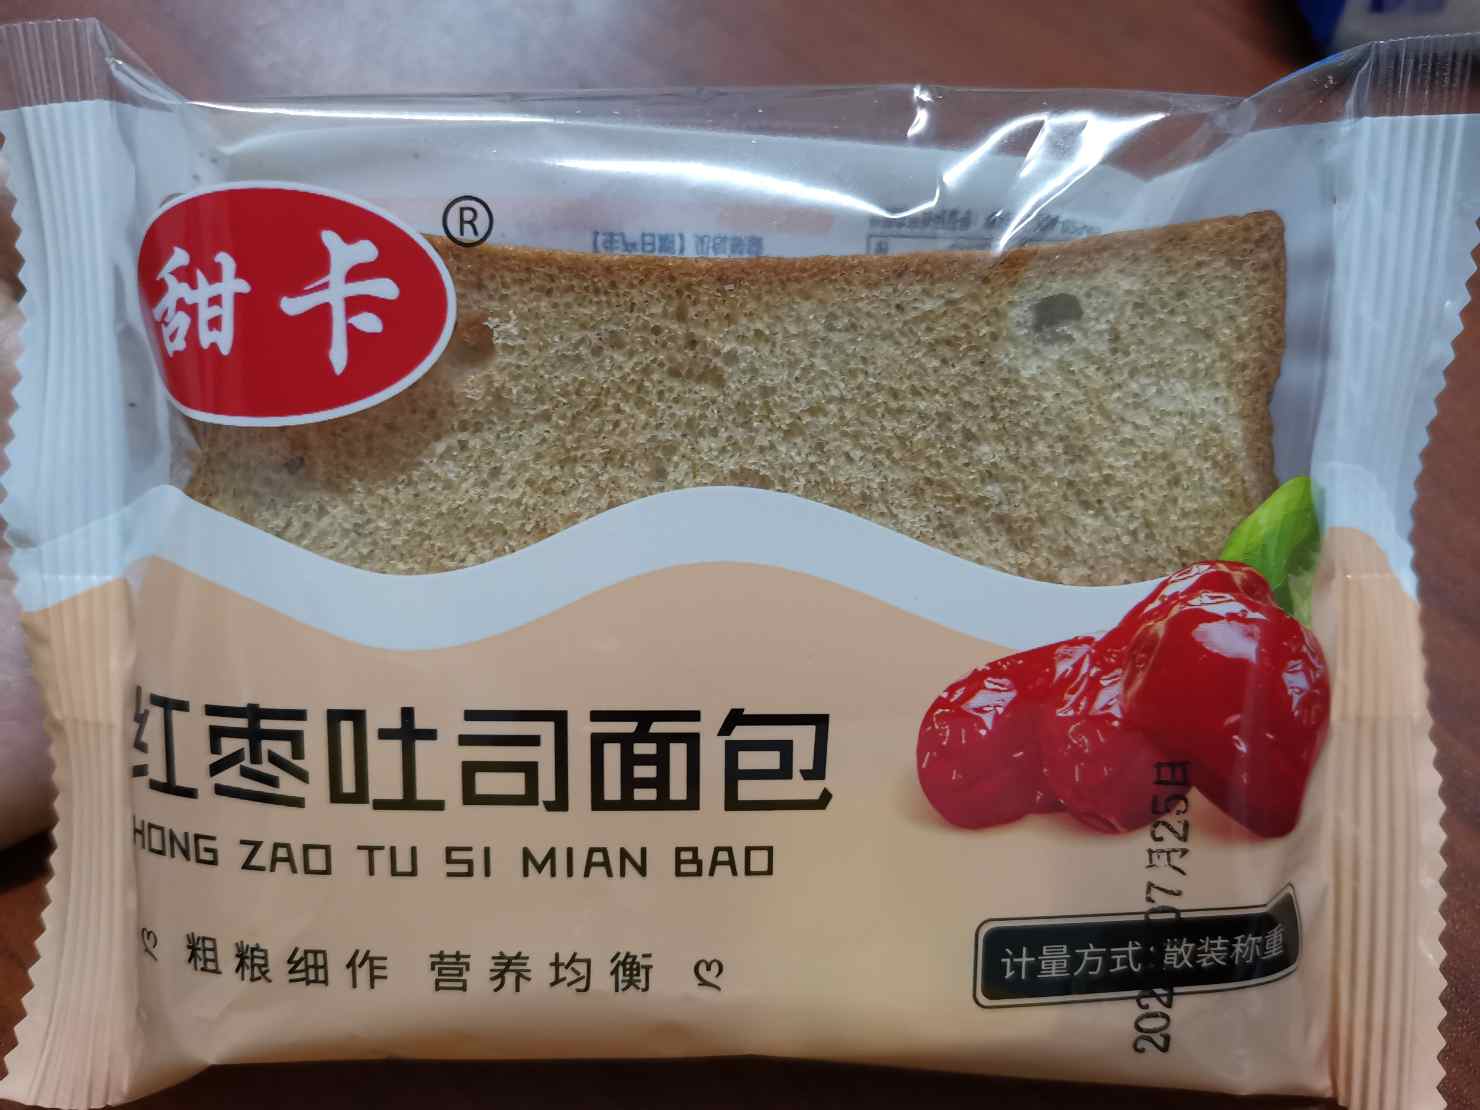 甜卡
®
红枣吐司面包
HONG ZAO TU SI MIAN BAO
粗粮细作 营养均衡
计量方式:散装称重
202 07月25日